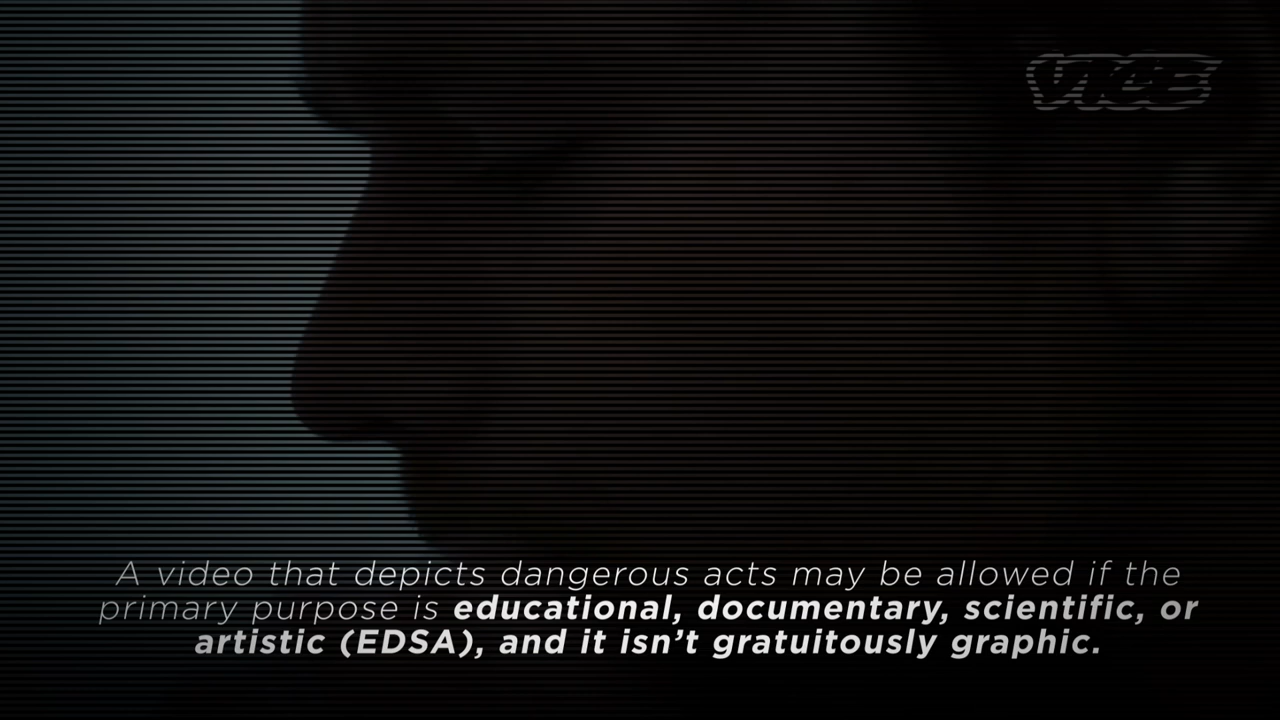 VICE
A video that depicts dangerous acts may be allowed if the
primary purpose is educational, documentary, scientific, or
artistic (EDSA), and it isn’t gratuitously graphic.